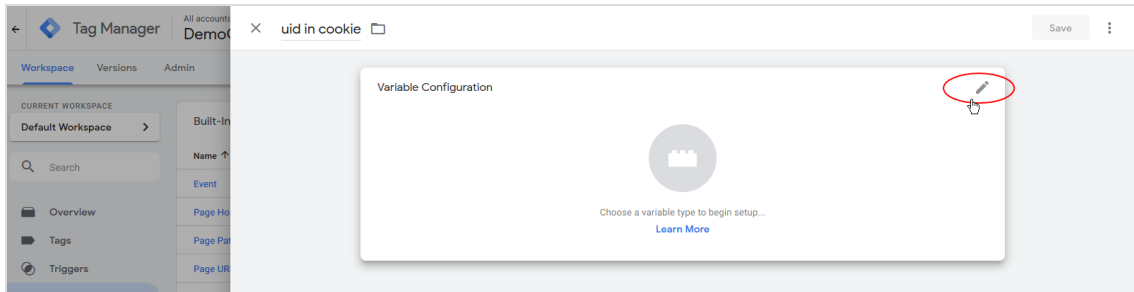 Tag Manager
All accounts
Demo
uid in cookie
Save
Workspace Versions Admin
CURRENT WORKSPACE
Default Workspace
Search
Overview
Tags
Triggers
Built-In
Name
Event
Page Ho
Page Pat
Page UR
Variable Configuration
Choose a variable type to begin setup...
Learn More